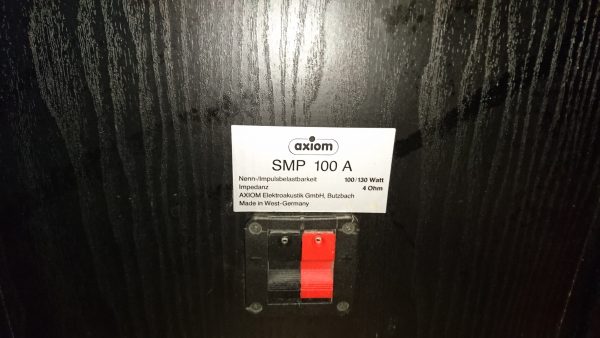 axiom
SMP 100 A
Nenn-/Impulsbelastbarkeit 100/130 Watt
Impedanz 4 Ohm
AXIOM Elektroakustik GmbH, Butzbach
Made in West-Germany